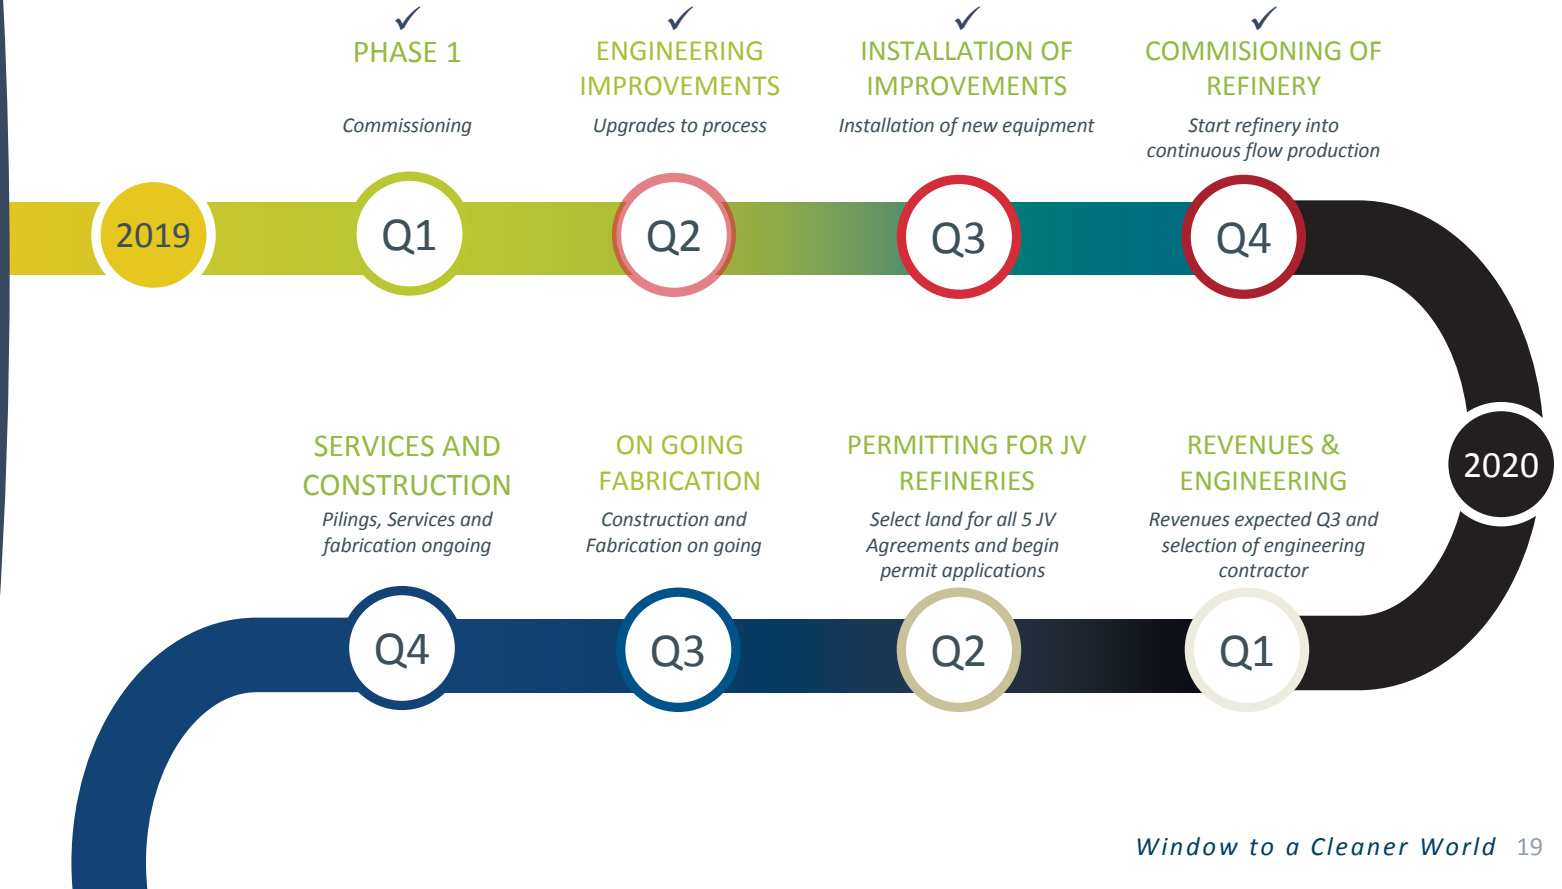 ✓
PHASE 1
Commissioning
✓
ENGINEERING
IMPROVEMENTS
Upgrades to process
✓
INSTALLATION OF
IMPROVEMENTS
Installation of new equipment
✓
COMMISIONING OF
REFINERY
Start refinery into
continuous flow production
2019
Q1
Q2
Q3
Q4
2020
SERVICES AND
CONSTRUCTION
Pilings, Services and
fabrication ongoing
ON GOING
FABRICATION
Construction and
Fabrication on going
PERMITTING FOR JV
REFINERIES
Select land for all 5 JV
Agreements and begin
permit applications
REVENUES &
ENGINEERING
Revenues expected Q3 and
selection of engineering
contractor
Q4
Q3
Q2
Q1
Window to a Cleaner World 19